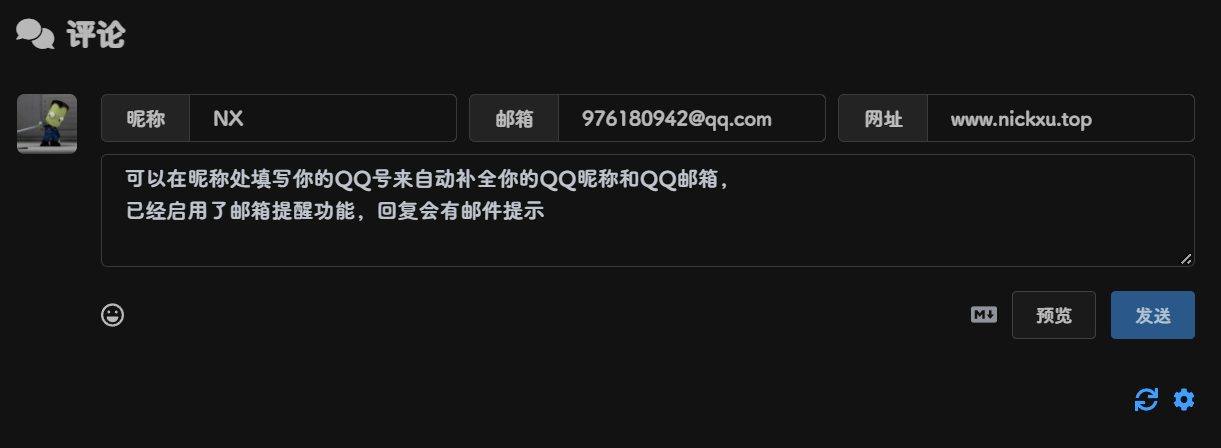 评论
昵称 NX 邮箱 976180942@qq.com 网址 www.nickxu.top
可以在昵称处填写你的QQ号来自动补全你的QQ昵称和QQ邮箱，
已经启用了邮箱提醒功能，回复会有邮件提示
M 预览 发送